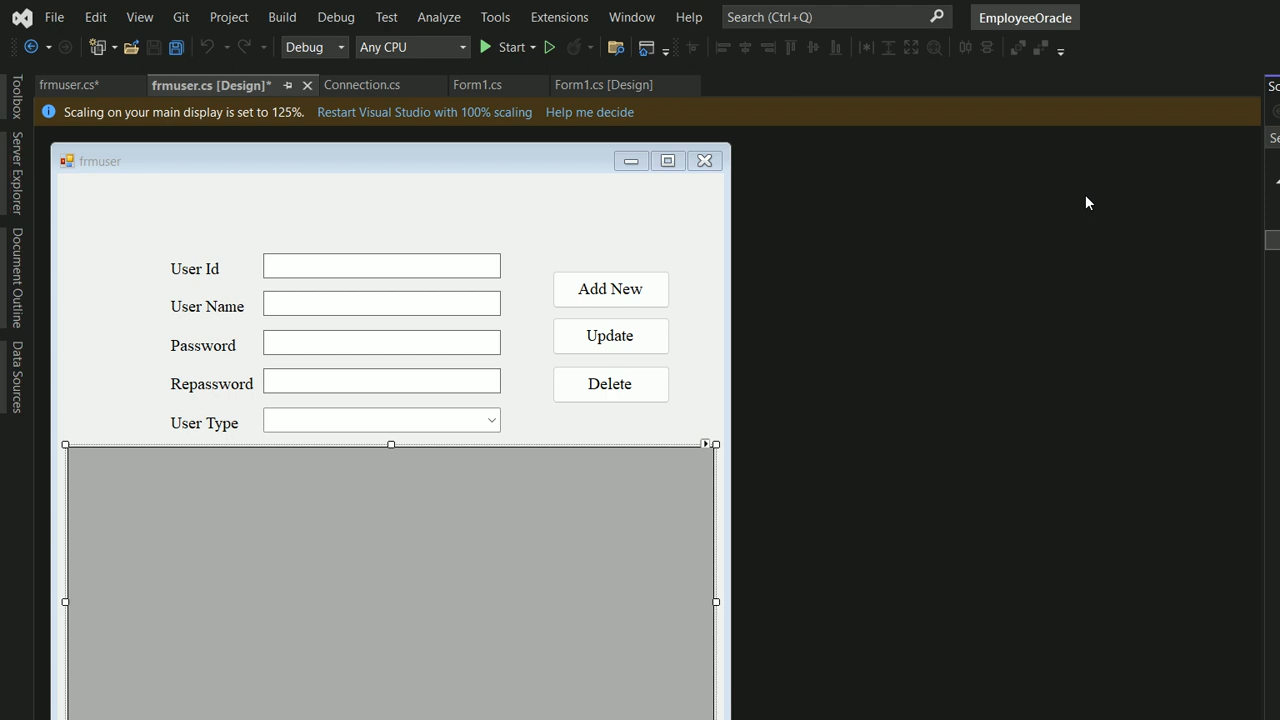 File Edit View Git Project Build Debug Test Analyze Tools Extensions Window Help Search (Ctrl+Q) EmployeeOracle
Debug Any CPU Start
frmuser.cs* frmuser.cs [Design]* Connection.cs Form1.cs Form1.cs [Design]
Scaling on your main display is set to 125%. Restart Visual Studio with 100% scaling Help me decide
Toolbox
Server Explorer
Document Outline
Data Sources
frmuser
User Id
User Name
Password
Repassword
User Type
Add New
Update
Delete